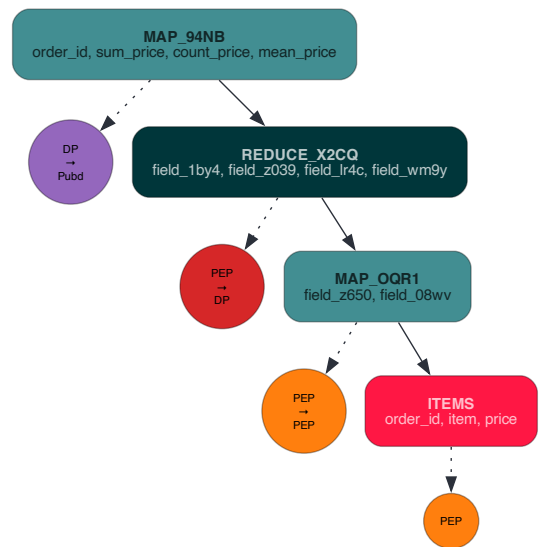 MAP_94NB
order_id, sum_price, count_price, mean_price
DP
→
Pubd
REDUCE_X2CQ
field_1by4, field_z039, field_lr4c, field_wm9y
PEP
→
DP
MAP_OQR1
field_z650, field_08wv
PEP
→
PEP
ITEMS
order_id, item, price
PEP